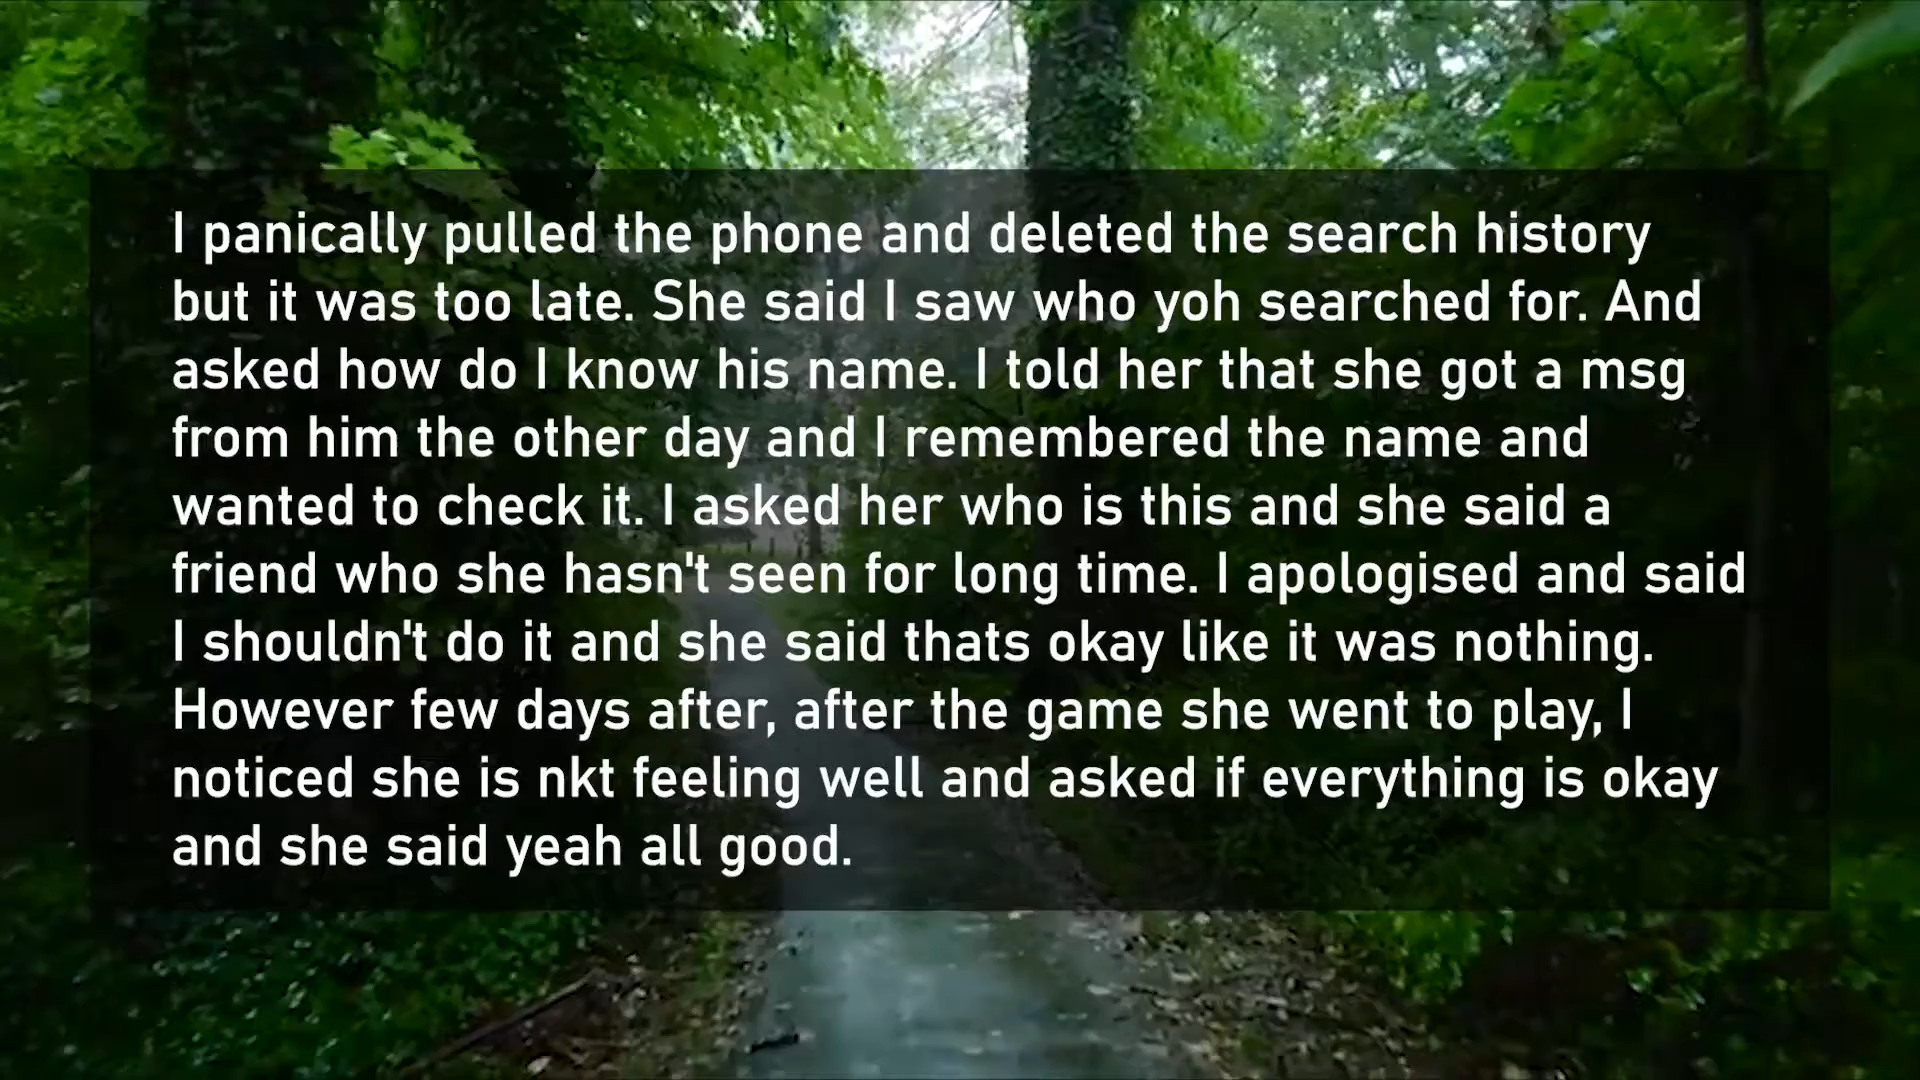 I panically pulled the phone and deleted the search history
but it was too late. She said I saw who yoh searched for. And
asked how do I know his name. I told her that she got a msg
from him the other day and I remembered the name and
wanted to check it. I asked her who is this and she said a
friend who she hasn't seen for long time. I apologised and said
I shouldn't do it and she said thats okay like it was nothing.
However few days after, after the game she went to play, I
noticed she is nkt feeling well and asked if everything is okay
and she said yeah all good.